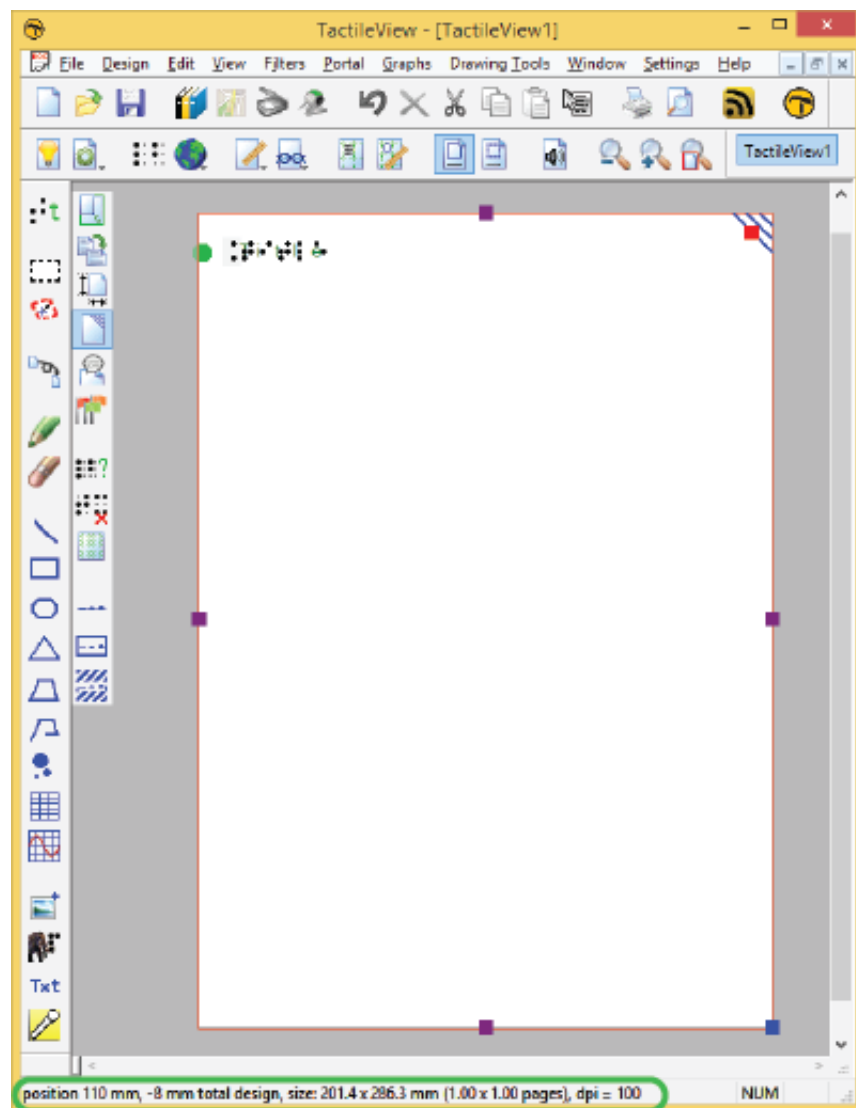 TactileView - [TactileView1]
File Design Edit View Filters Portal Graphs Drawing Tools Window Settings Help
TactileView1
t
?
Txt
position 110 mm, -8 mm total design, size: 201.4 x 286.3 mm (1.00 x 1.00 pages), dpi = 100 NUM